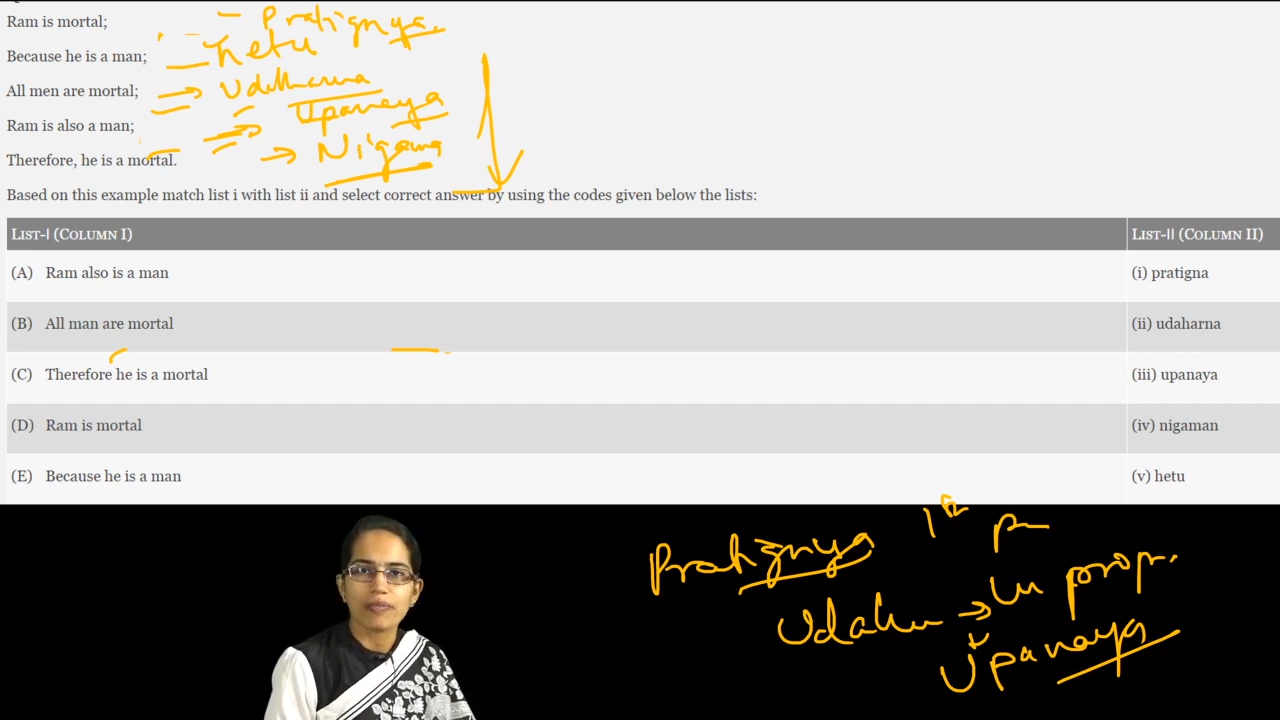 Ram is mortal; – Pratignya.
Because he is a man; hetu
All men are mortal;
Ram is also a man; Upanaya
Therefore, he is a mortal.
Based on this example match list i with list ii and select correct answer by using the codes given below the lists:
LIST-I (COLUMN I) LIST-II (COLUMN II)
(A) Ram also is a man (i) pratigna
(B) All man are mortal (ii) udaharna
(C) Therefore he is a mortal (iii) upanaya
(D) Ram is mortal (iv) nigaman
(E) Because he is a man (v) hetu
Pratignya 1st
prop.
Upanaya